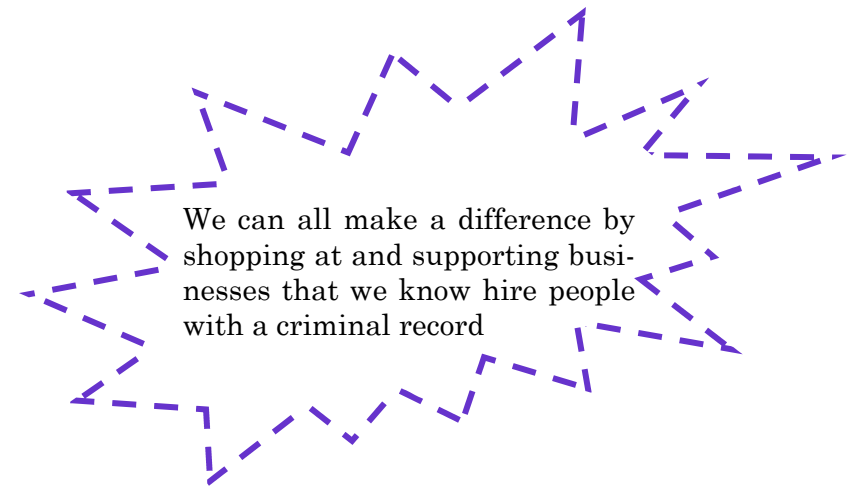 We can all make a difference by
shopping at and supporting busi-
nesses that we know hire people
with a criminal record